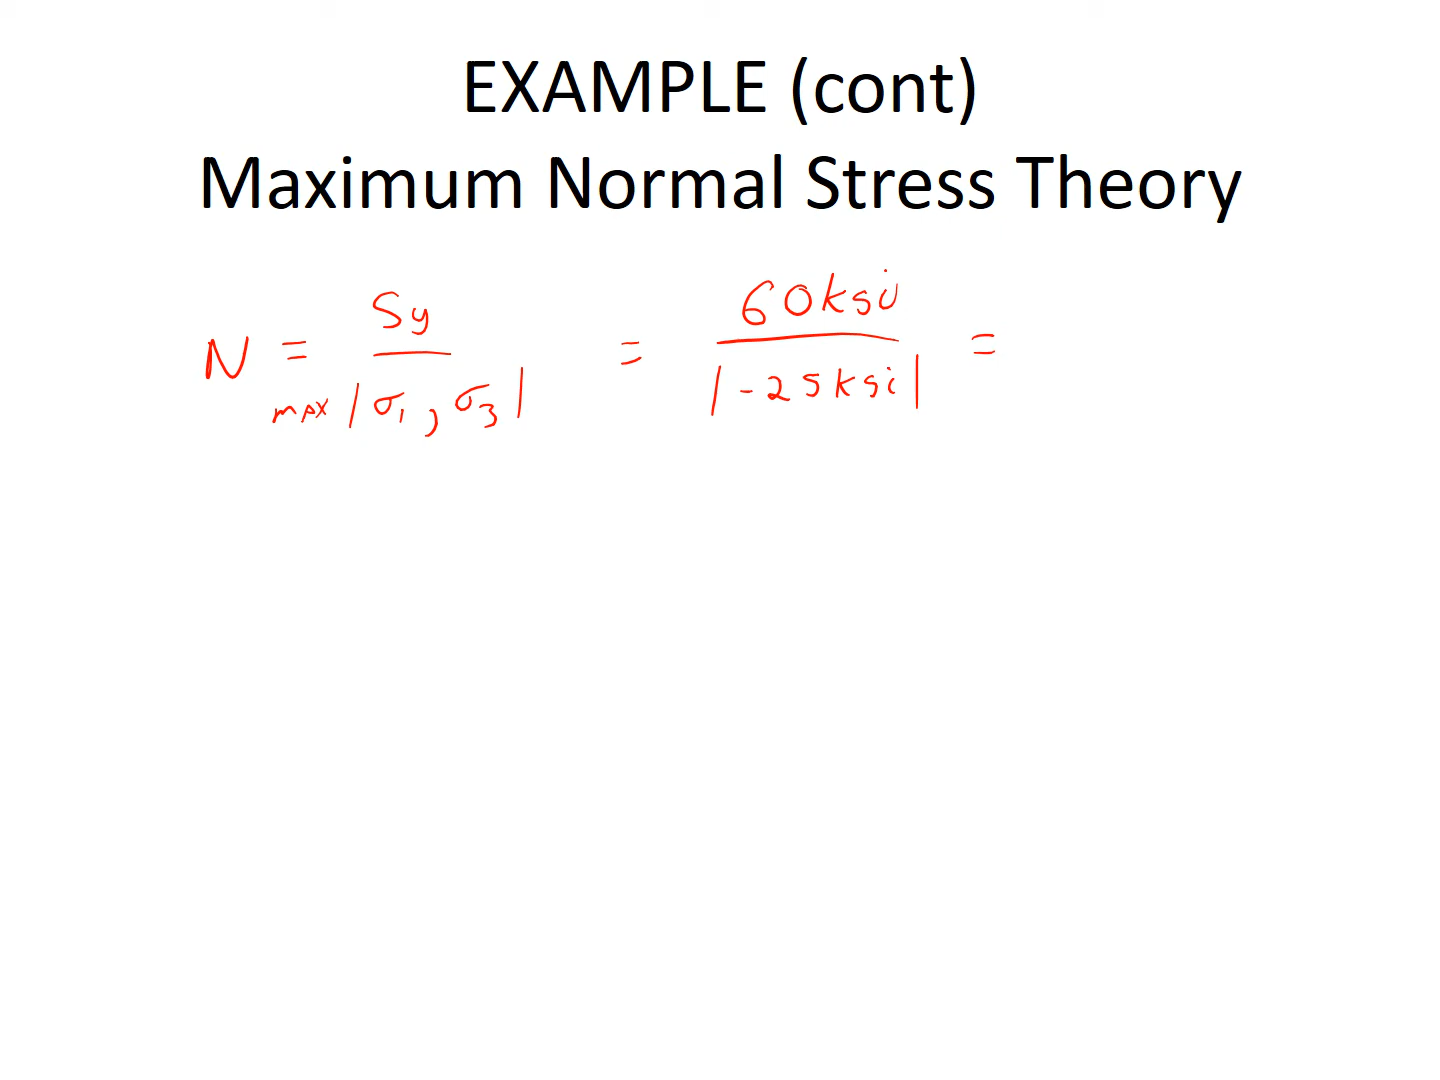 EXAMPLE (cont)
Maximum Normal Stress Theory
N = Sy / max |σ1, σ3| = 60ksi / |-25ksi| =